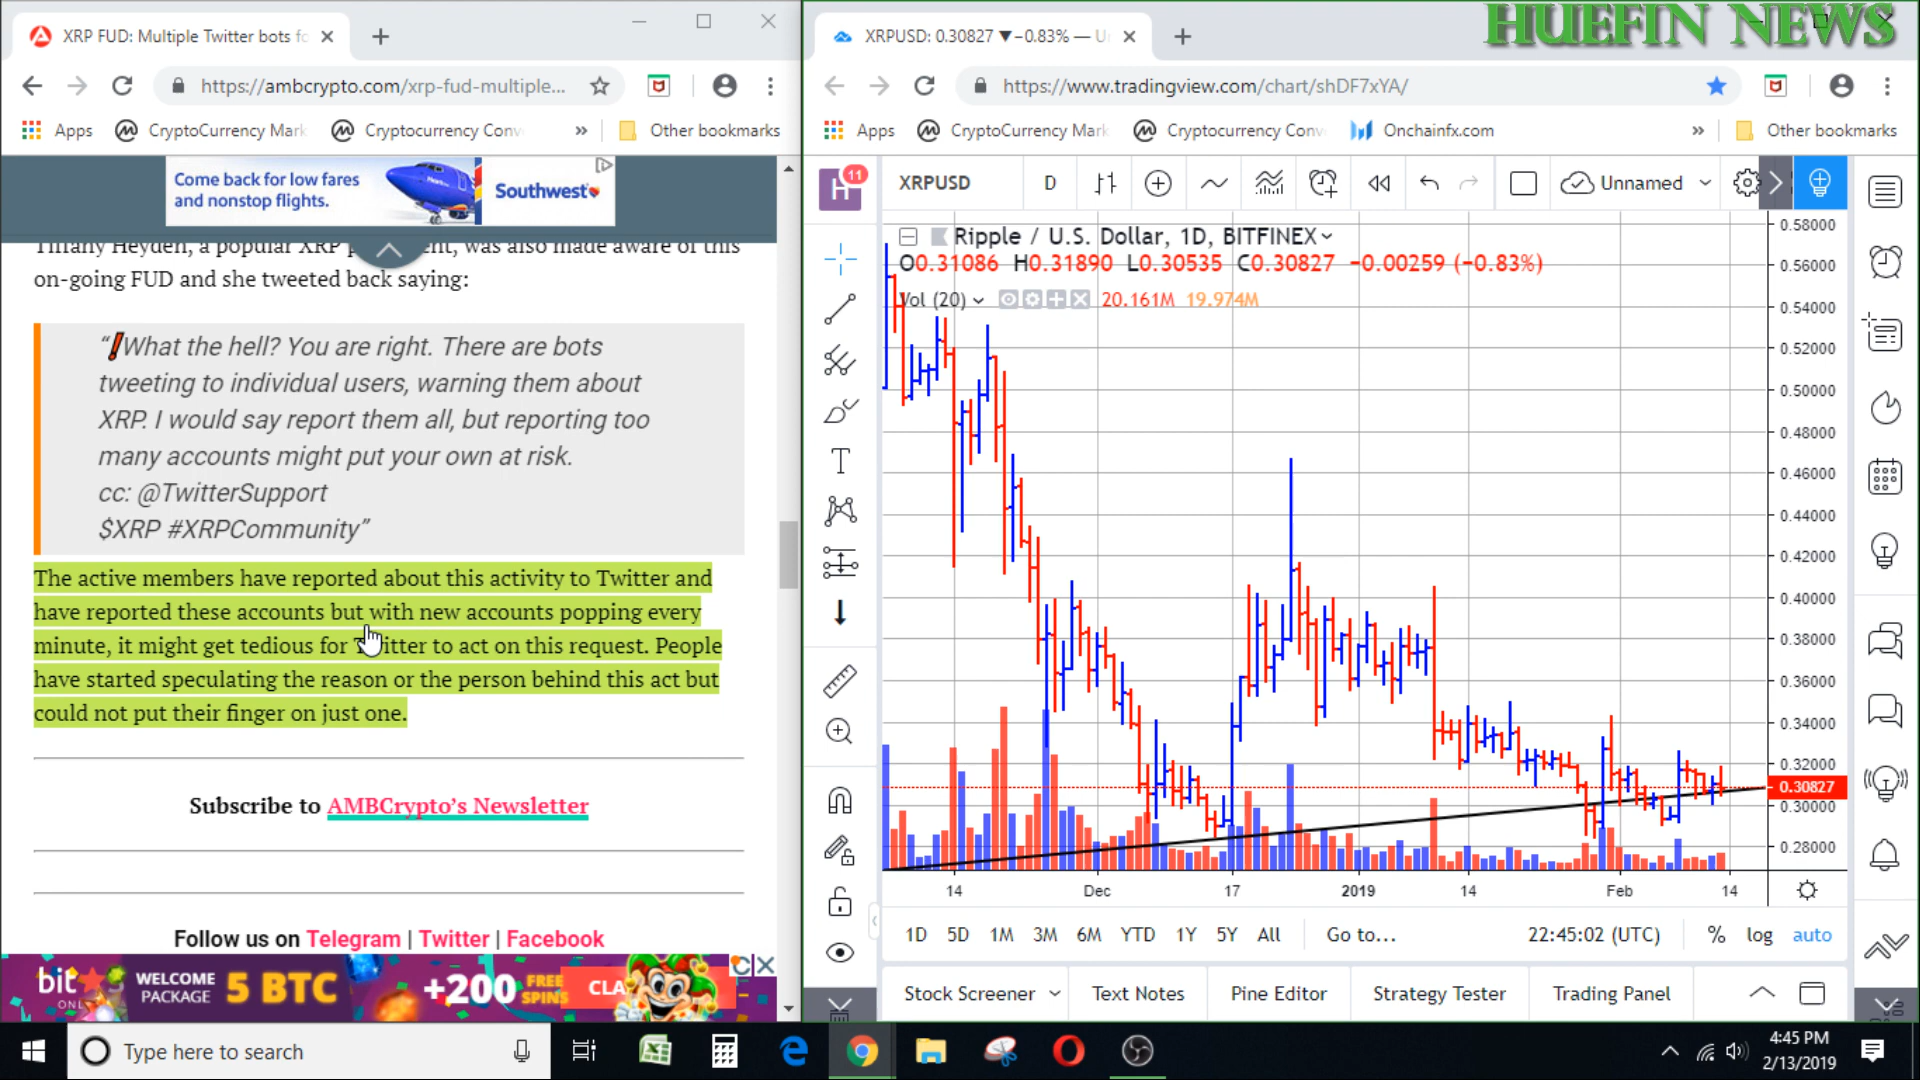 XRP FUD: Multiple Twitter bots fo
https://ambcrypto.com/xrp-fud-multiple...
Apps
CryptoCurrency Mark
Cryptocurrency Conv
»
Other bookmarks
Come back for low fares
and nonstop flights.
Southwest
Tiffany Heyden, a popular XRP
was also made aware of this
on-going FUD and she tweeted back saying:
“❗What the hell? You are right. There are bots
tweeting to individual users, warning them about
XRP. I would say report them all, but reporting too
many accounts might put your own at risk.
cc: @TwitterSupport
$XRP #XRPCommunity”
The active members have reported about this activity to Twitter and
have reported these accounts but with new accounts popping every
minute, it might get tedious for Twitter to act on this request. People
have started speculating the reason or the person behind this act but
could not put their finger on just one.
Subscribe to AMBCrypto’s Newsletter
Follow us on Telegram | Twitter | Facebook
bit
WELCOME
PACKAGE
5 BTC
+200
FREE
SPINS
CLA
HUEFIN NEWS
XRPUSD: 0.30827 ▼−0.83% — U
https://www.tradingview.com/chart/shDF7xYA/
Apps
CryptoCurrency Mark
Cryptocurrency Conv
Onchainfx.com
»
Other bookmarks
H
11
XRPUSD
D
Unnamed
Ripple / U.S. Dollar, 1D, BITFINEX
O0.31086 H0.31890 L0.30535 C0.30827 −0.00259 (−0.83%)
Vol (20)
20.161M 19.974M
0.58000
0.56000
0.54000
0.52000
0.50000
0.48000
0.46000
0.44000
0.42000
0.40000
0.38000
0.36000
0.34000
0.32000
0.30827
0.30000
0.28000
14 Dec 17 2019 14 Feb 14
1D 5D 1M 3M 6M YTD 1Y 5Y All Go to... 22:45:02 (UTC) % log auto
Stock Screener Text Notes Pine Editor Strategy Tester Trading Panel
Type here to search
4:45 PM
2/13/2019